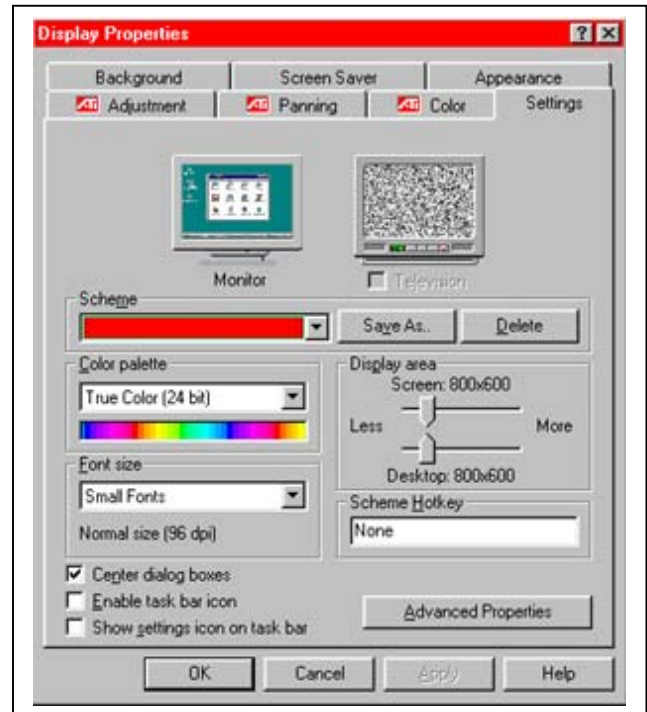 Display Properties
Background Screen Saver Appearance
ATI Adjustment ATI Panning ATI Color Settings
Monitor Television
Scheme
Save As.. Delete
Color palette
True Color (24 bit)
Font size
Small Fonts
Normal size (96 dpi)
Display area
Screen: 800x600
Less More
Desktop: 800x600
Scheme Hotkey
None
Center dialog boxes
Enable task bar icon
Show settings icon on task bar
Advanced Properties
OK Cancel Apply Help